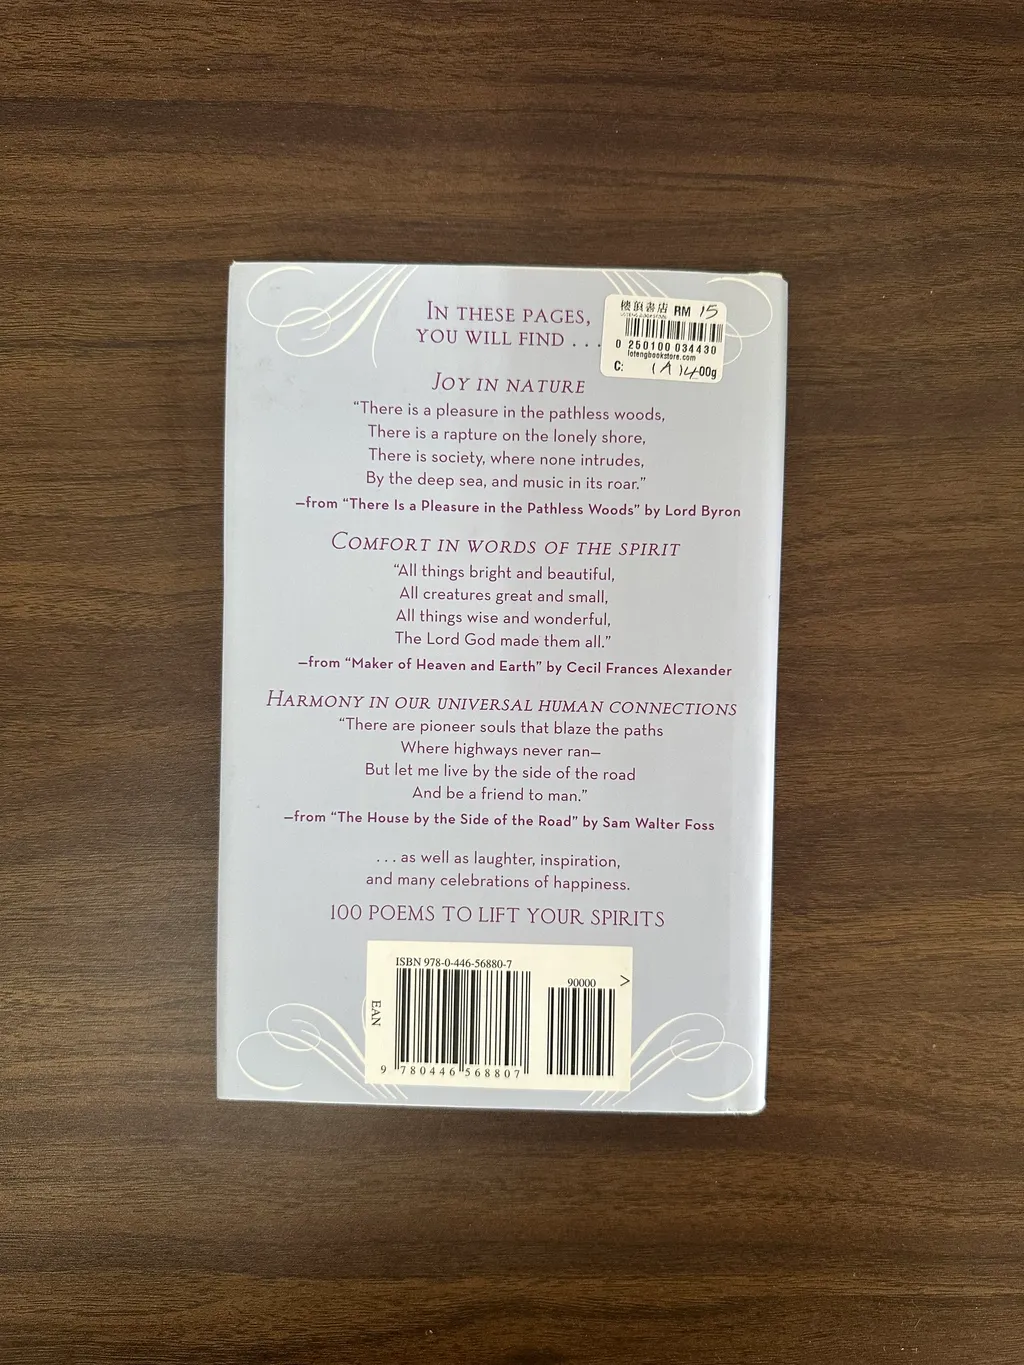 IN THESE PAGES,
YOU WILL FIND . . .
樓頂書店 RM 15
0 250100 034430
lotengbookstore.com
C: (A)1400g
JOY IN NATURE
“There is a pleasure in the pathless woods,
There is a rapture on the lonely shore,
There is society, where none intrudes,
By the deep sea, and music in its roar.”
—from “There Is a Pleasure in the Pathless Woods” by Lord Byron
COMFORT IN WORDS OF THE SPIRIT
“All things bright and beautiful,
All creatures great and small,
All things wise and wonderful,
The Lord God made them all.”
—from “Maker of Heaven and Earth” by Cecil Frances Alexander
HARMONY IN OUR UNIVERSAL HUMAN CONNECTIONS
“There are pioneer souls that blaze the paths
Where highways never ran—
But let me live by the side of the road
And be a friend to man.”
—from “The House by the Side of the Road” by Sam Walter Foss
. . . as well as laughter, inspiration,
and many celebrations of happiness.
100 POEMS TO LIFT YOUR SPIRITS
ISBN 978-0-446-56880-7
90000 >
EAN
9 780446 568807